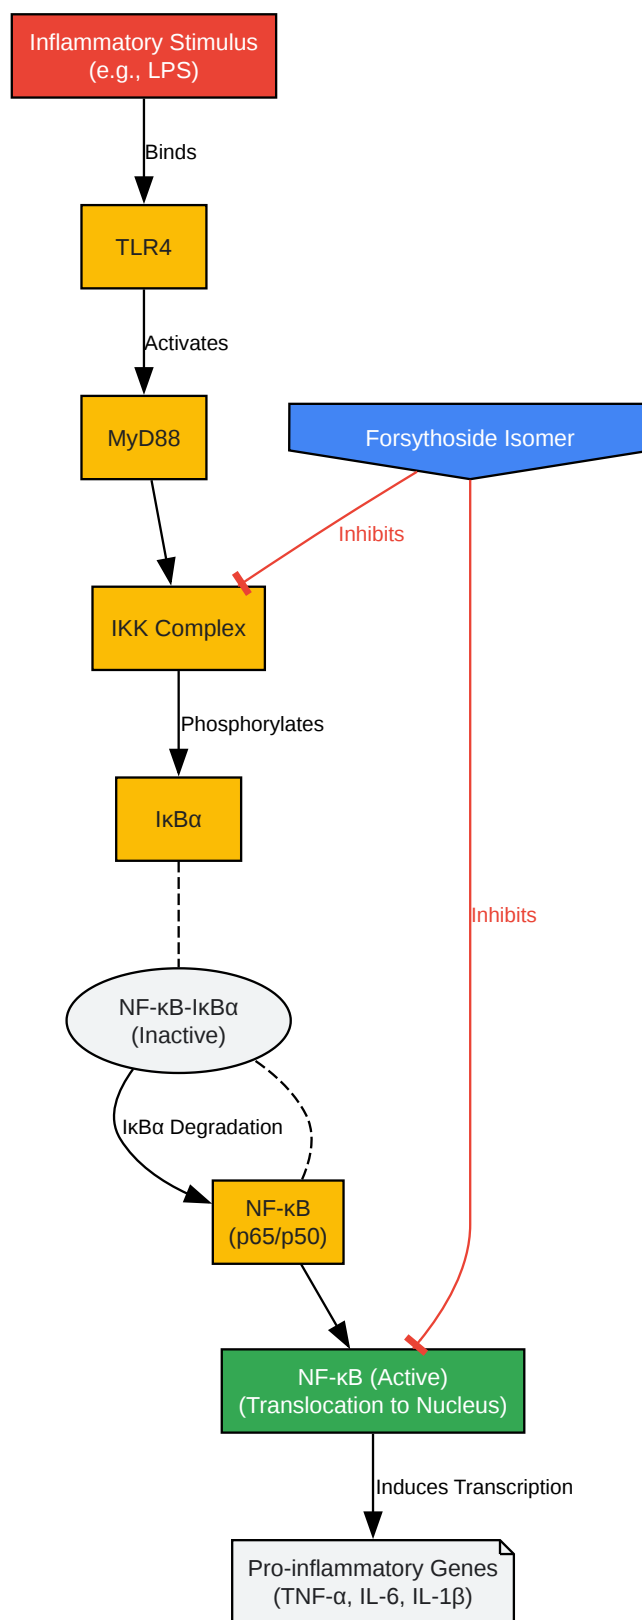 Inflammatory Stimulus
(e.g., LPS)
Binds
TLR4
Activates
MyD88
Forsythoside Isomer
Inhibits
IKK Complex
Phosphorylates
IκBα
Inhibits
NF-κB-IκBα
(Inactive)
IκBα Degradation
NF-κB
(p65/p50)
NF-κB (Active)
(Translocation to Nucleus)
Induces Transcription
Pro-inflammatory Genes
(TNF-α, IL-6, IL-1β)